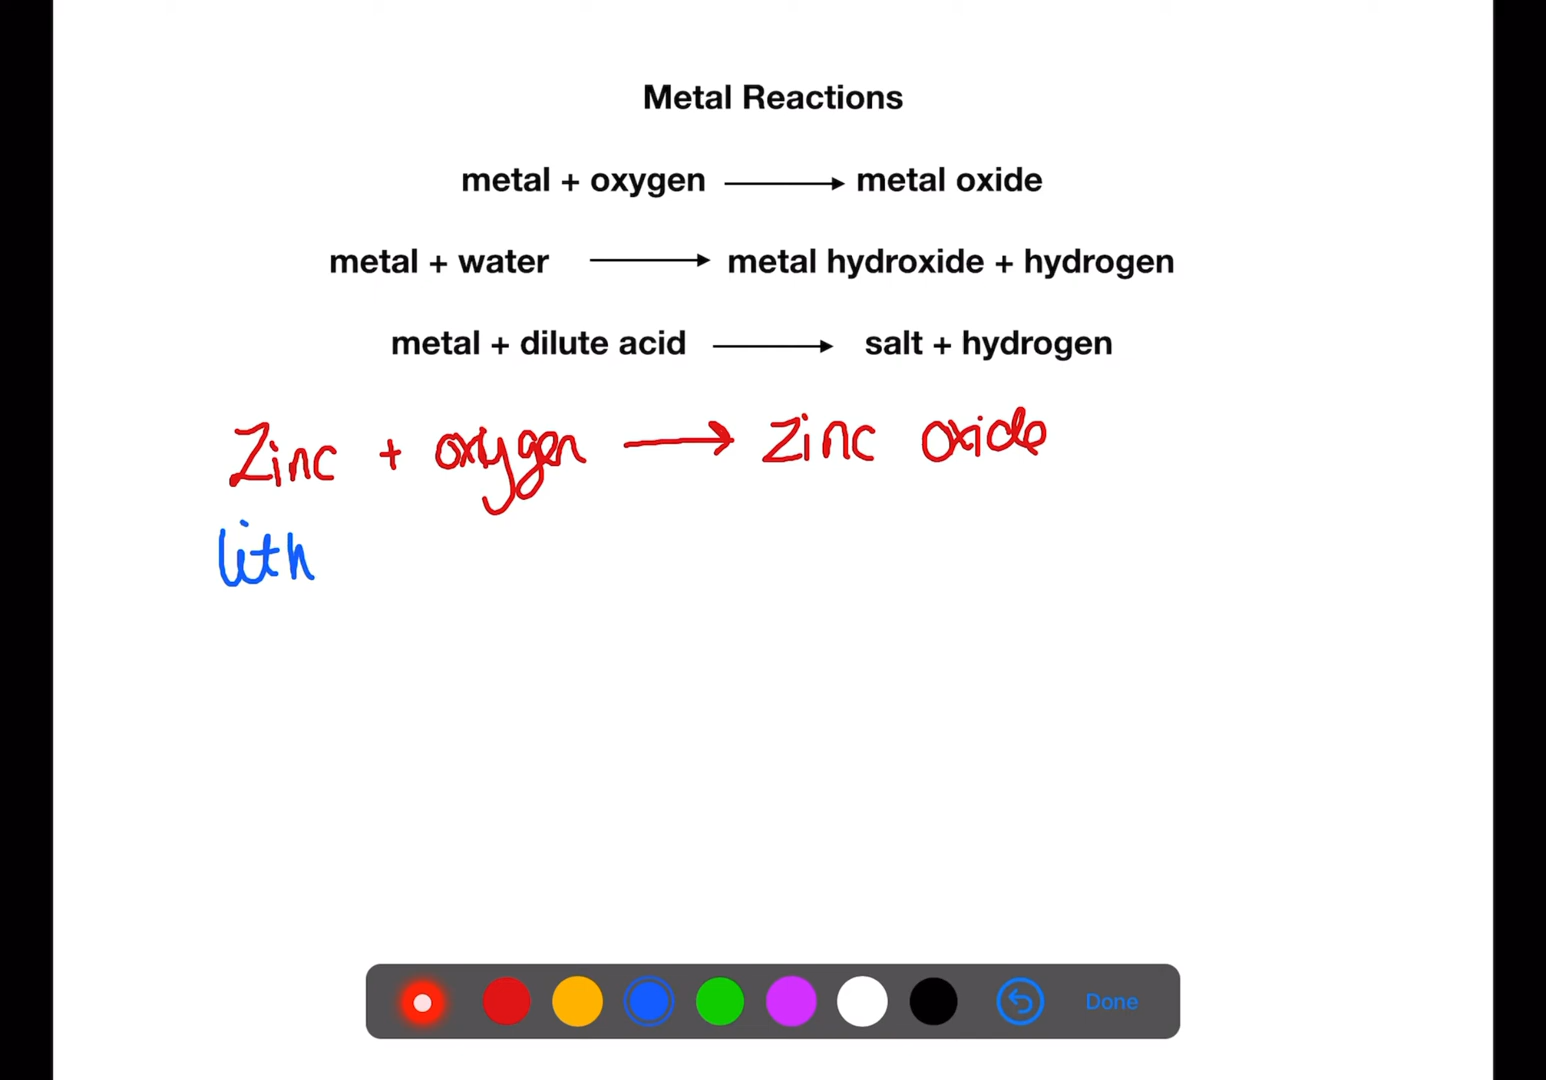 Metal Reactions
metal + oxygen ⟶ metal oxide
metal + water ⟶ metal hydroxide + hydrogen
metal + dilute acid ⟶ salt + hydrogen
Zinc + oxygen ⟶ zinc oxide
lith
Done